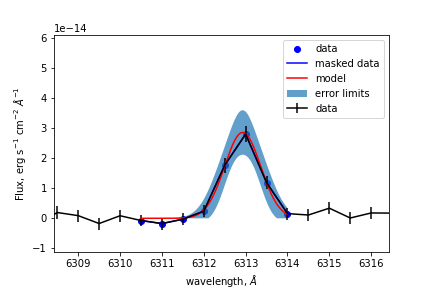 1e−14
6
5
4
3
2
1
0
−1
Flux, erg s⁻¹ cm⁻² Å⁻¹
data
masked data
model
error limits
data
6309 6310 6311 6312 6313 6314 6315 6316
wavelength, Å